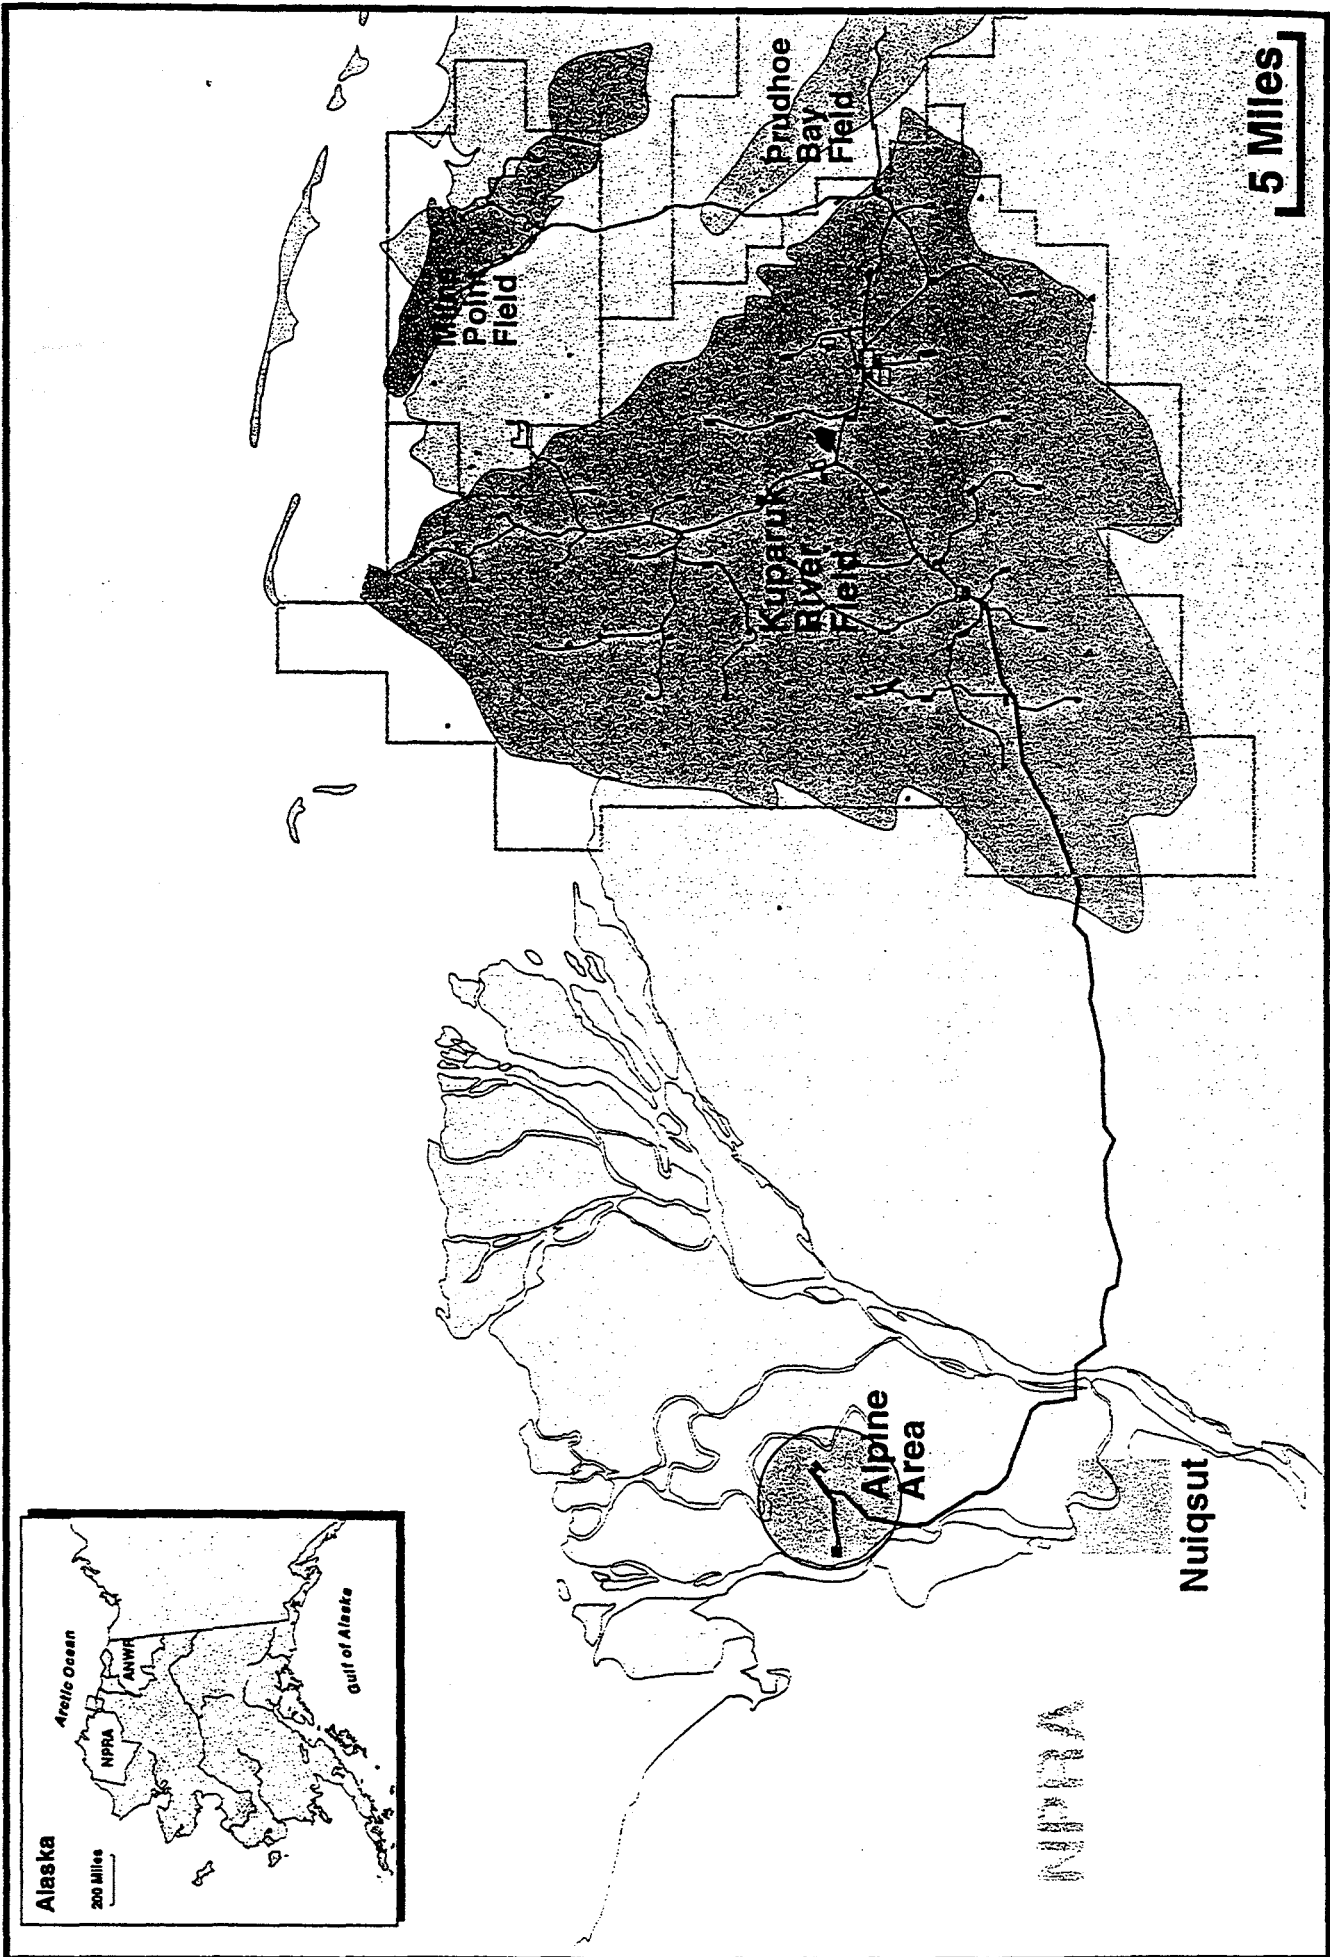 Alaska
200 Miles
Arctic Ocean
NPRA
ANWR
Gulf of Alaska
NPRA
Nuiqsut
Alpine
Area
Kuparuk
River
Field
Milne
Point
Field
Prudhoe
Bay
Field
5 Miles